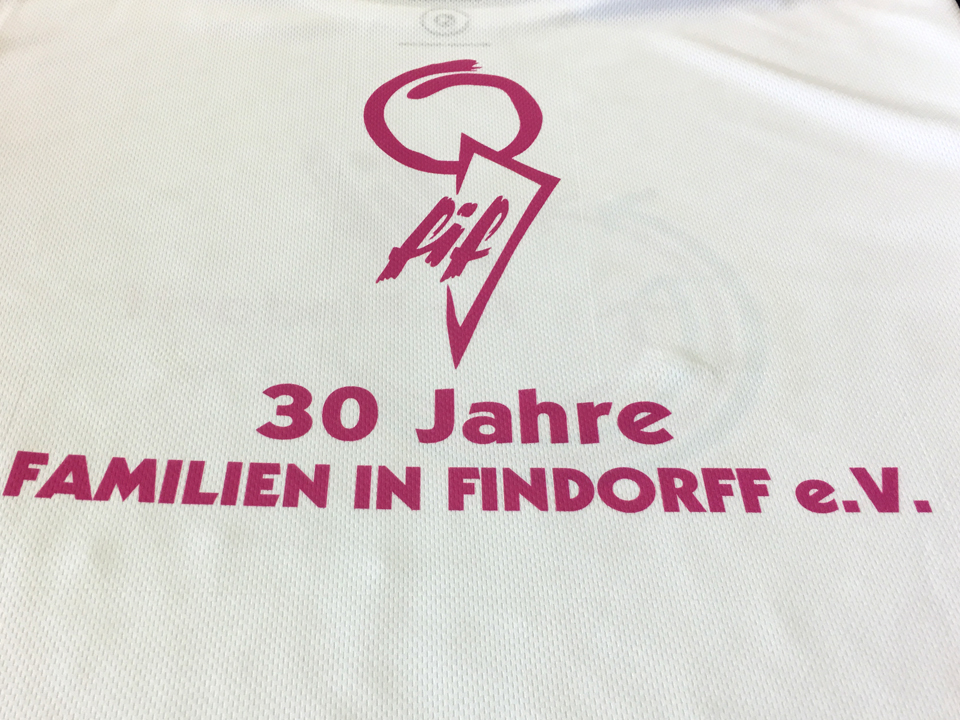 fif
30 Jahre
FAMILIEN IN FINDORFF e.V.